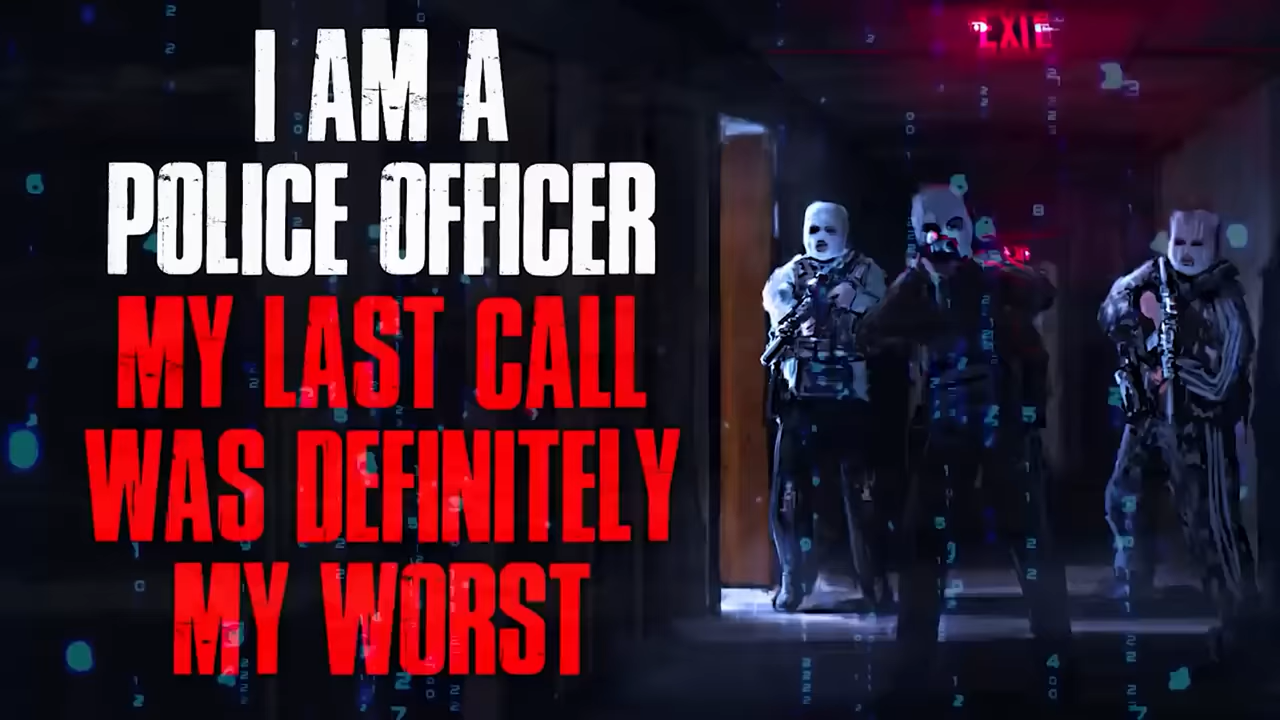 EXIT
I AM A
POLICE OFFICER
MY LAST CALL
WAS DEFINITELY
MY WORST